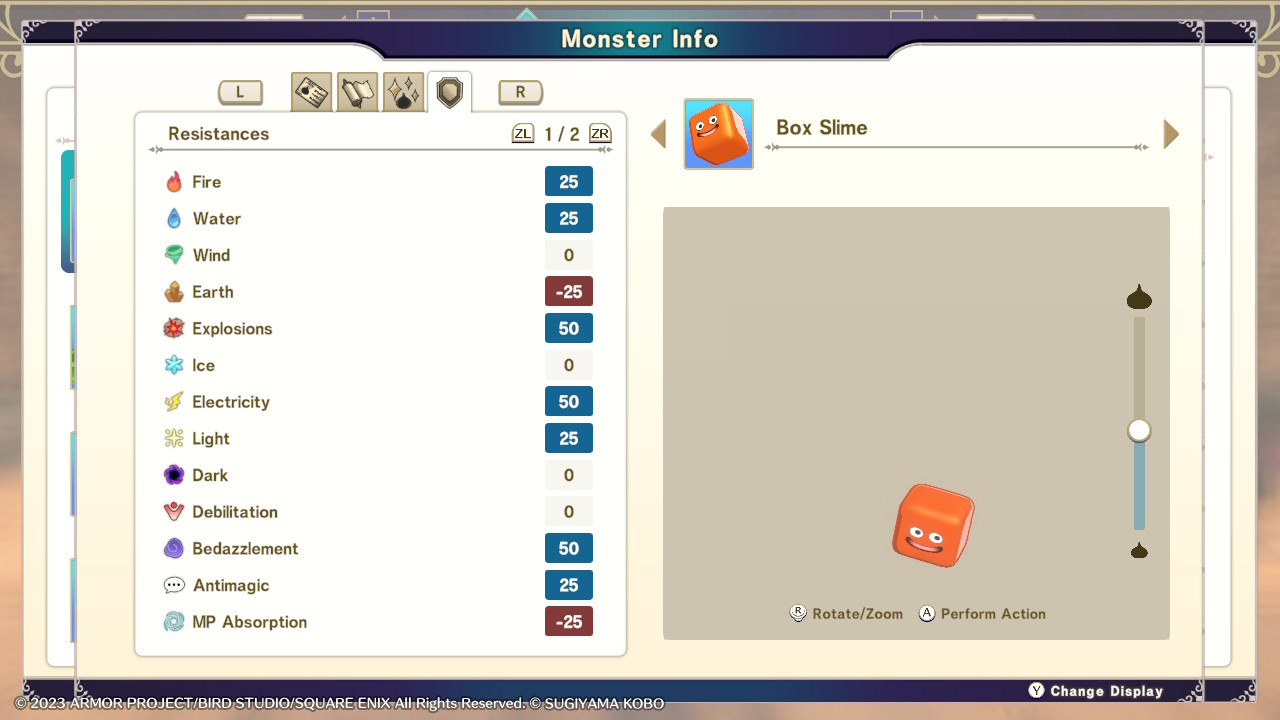 Monster Info
L
R
Resistances
ZL 1 / 2 ZR
Fire 25
Water 25
Wind 0
Earth -25
Explosions 50
Ice 0
Electricity 50
Light 25
Dark 0
Debilitation 0
Bedazzlement 50
Antimagic 25
MP Absorption -25
Box Slime
R Rotate/Zoom A Perform Action
Y Change Display
© 2023 ARMOR PROJECT/BIRD STUDIO/SQUARE ENIX All Rights Reserved. © SUGIYAMA KOBO